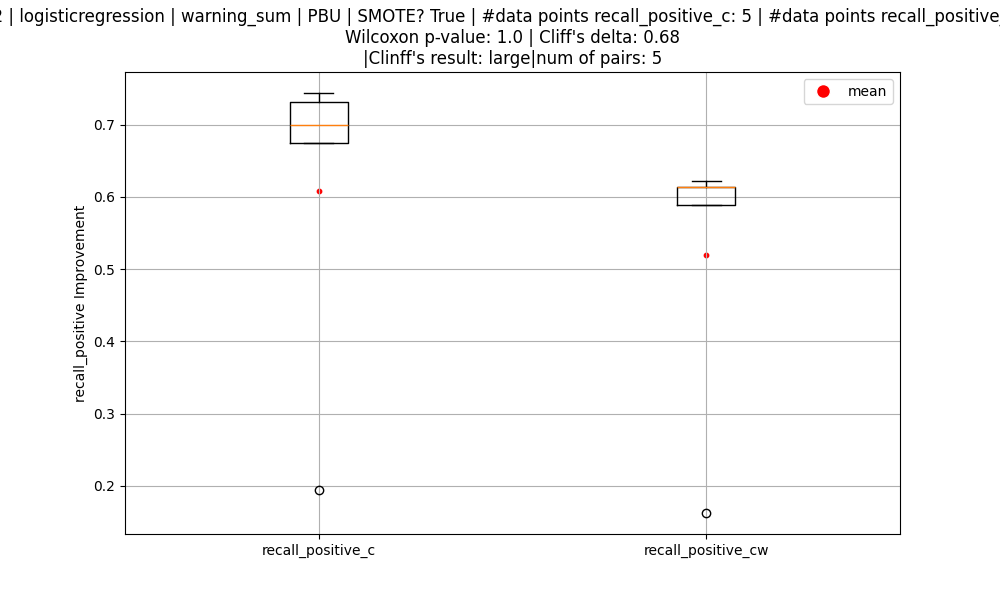 2 | logisticregression | warning_sum | PBU | SMOTE? True | #data points recall_positive_c: 5 | #data points recall_positive_
Wilcoxon p-value: 1.0 | Cliff's delta: 0.68
|Clinff's result: large|num of pairs: 5
mean
recall_positive Improvement
0.7
0.6
0.5
0.4
0.3
0.2
recall_positive_c
recall_positive_cw